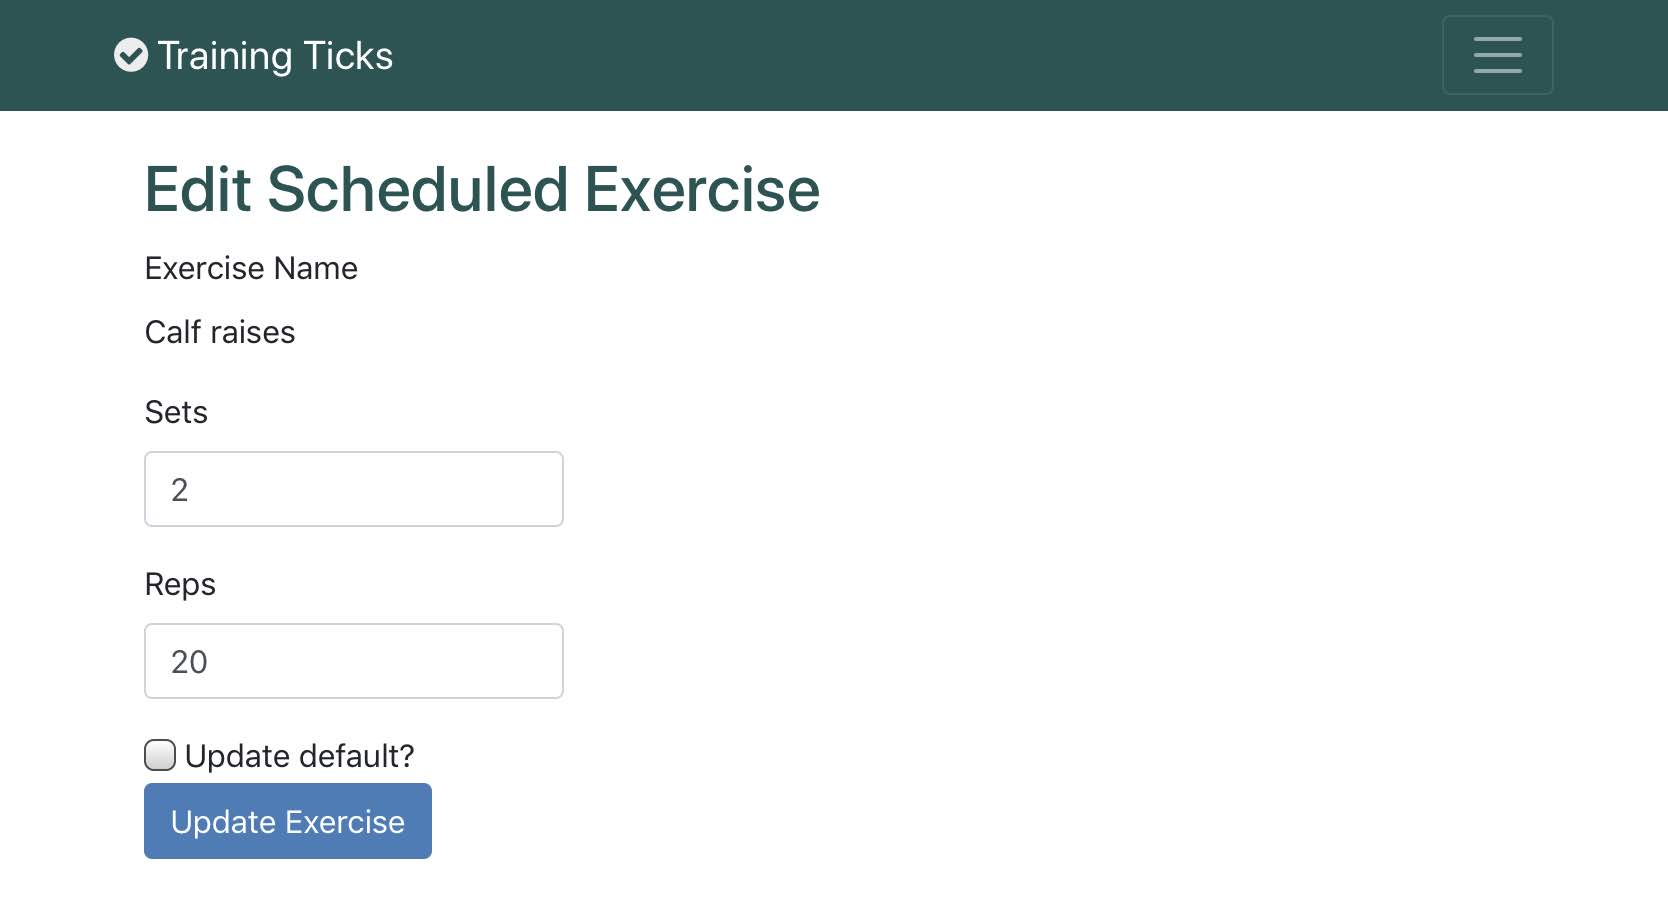 Training Ticks
Edit Scheduled Exercise
Exercise Name
Calf raises
Sets
2
Reps
20
Update default?
Update Exercise